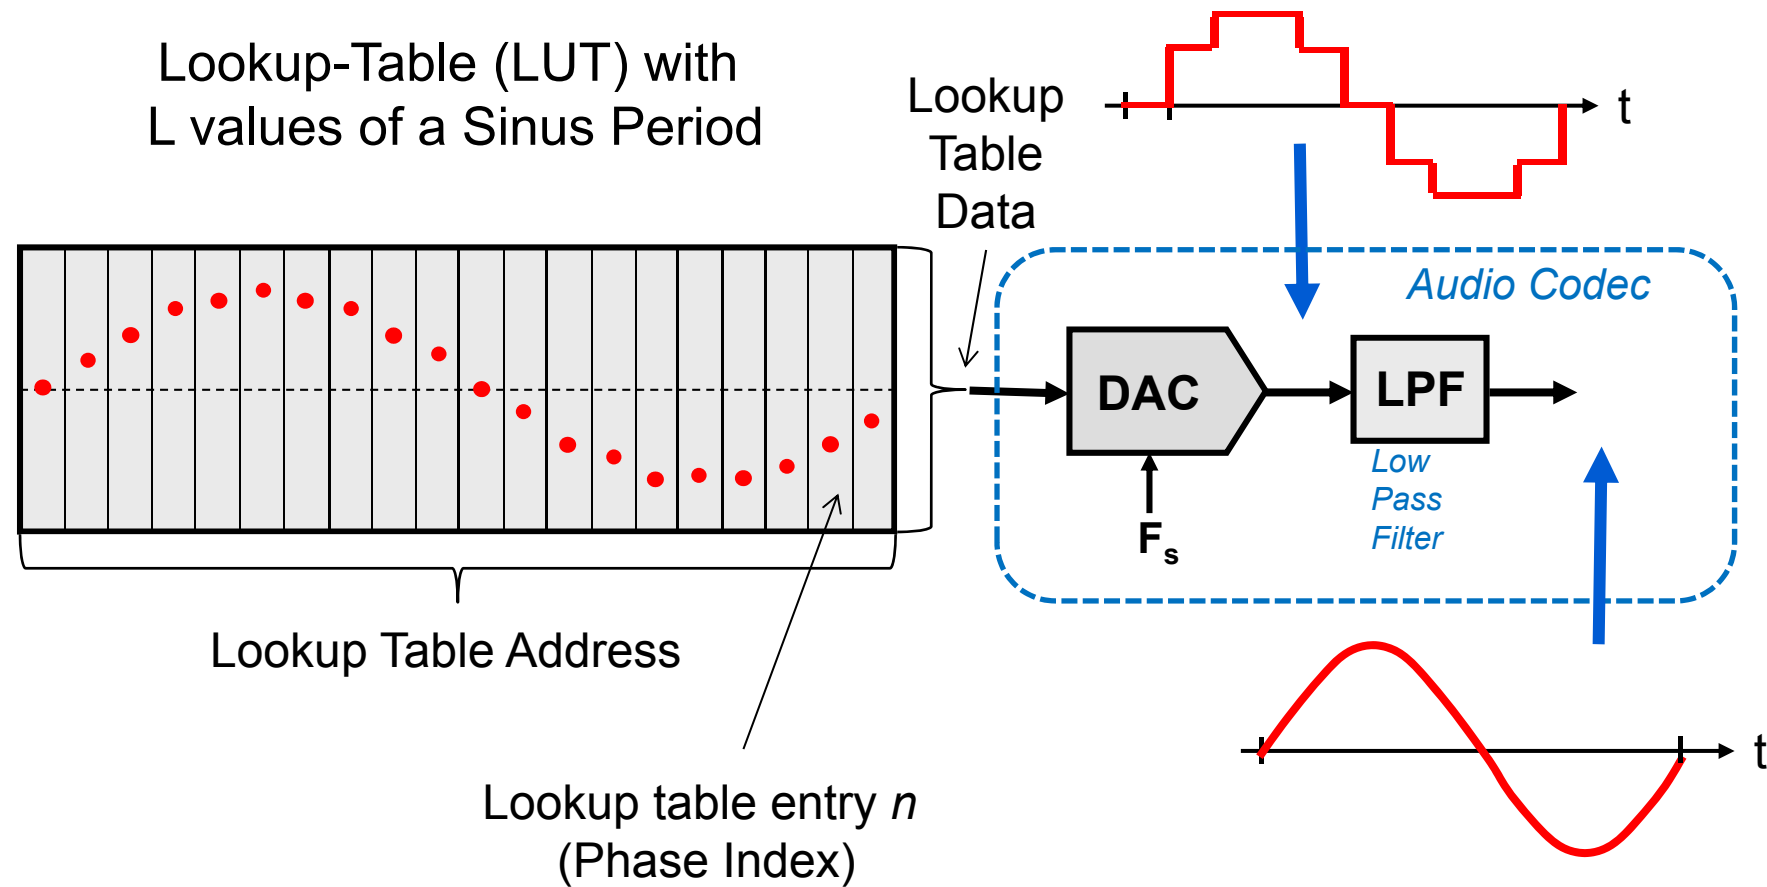 Lookup-Table (LUT) with
L values of a Sinus Period
Lookup
Table
Data
t
Audio Codec
DAC
LPF
Low
Pass
Filter
Fs
Lookup Table Address
t
Lookup table entry n
(Phase Index)